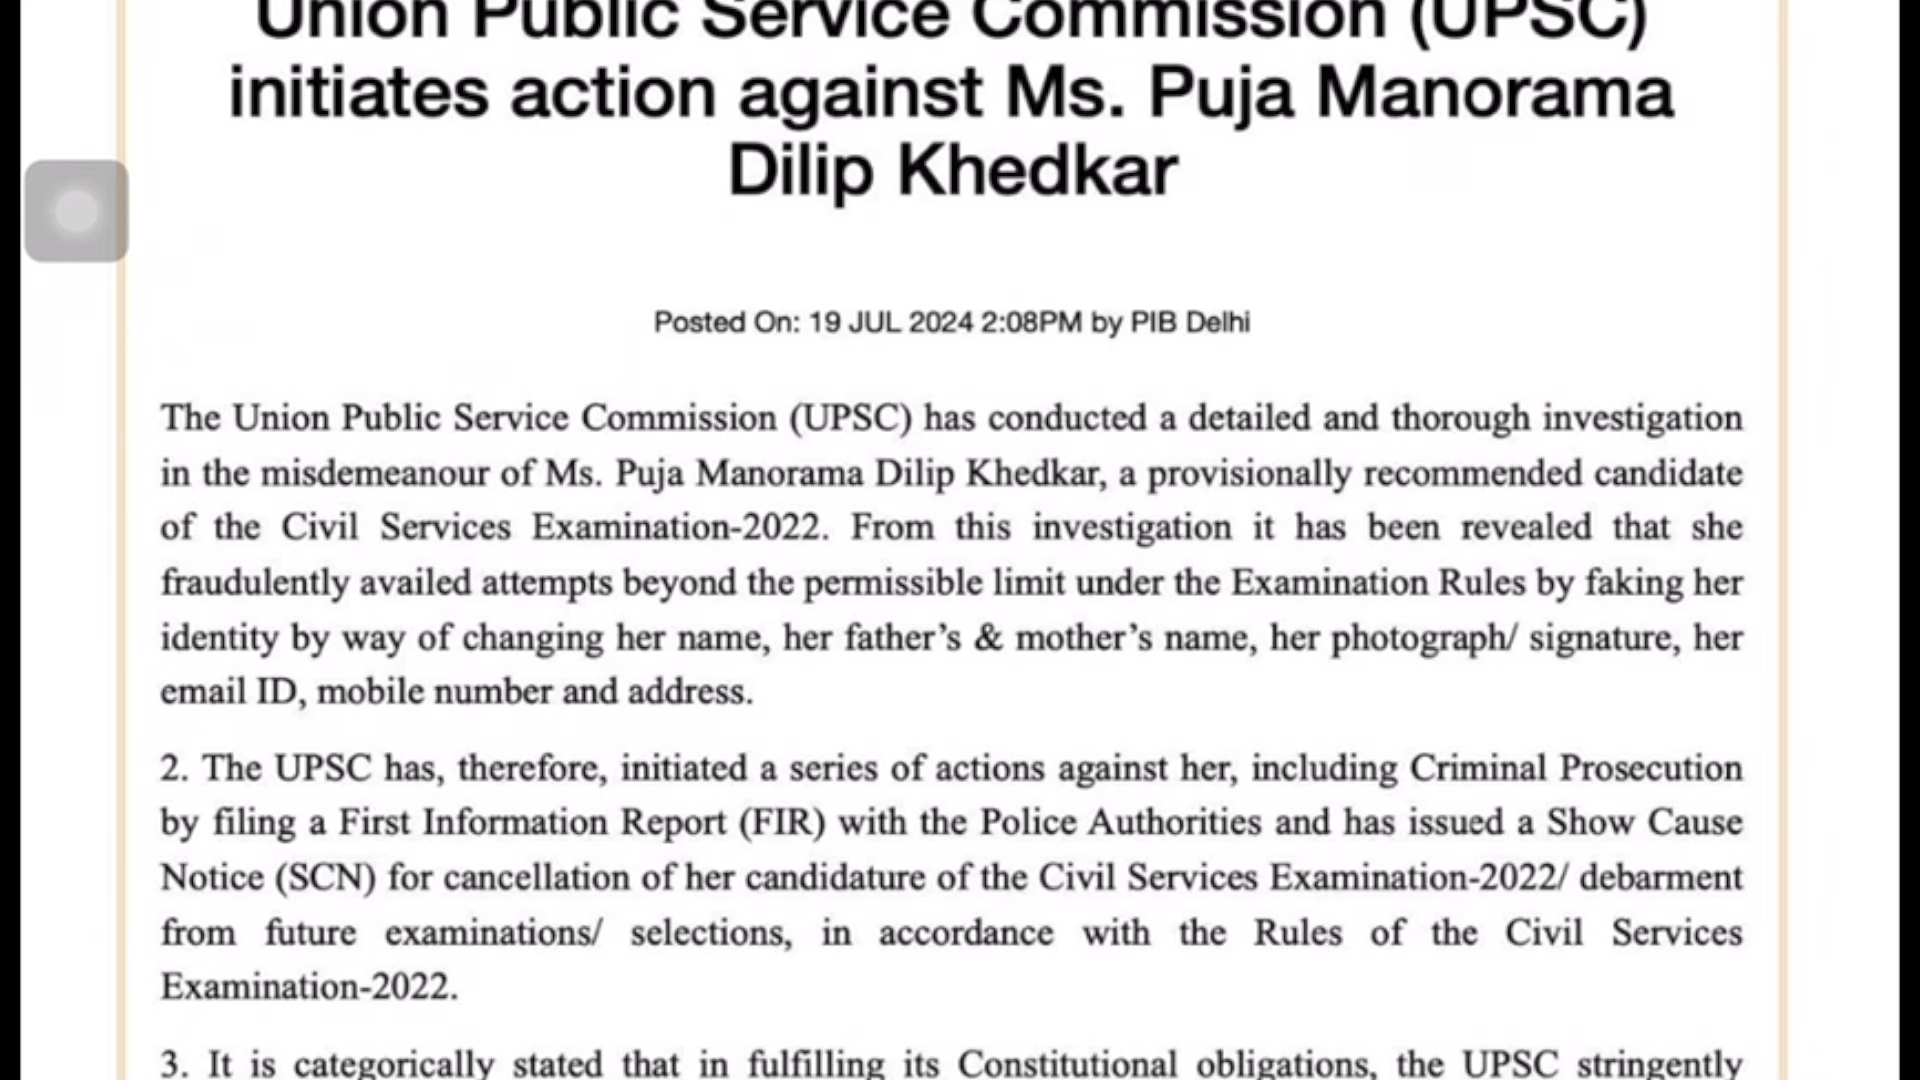 Union Public Service Commission (UPSC)
initiates action against Ms. Puja Manorama
Dilip Khedkar
Posted On: 19 JUL 2024 2:08PM by PIB Delhi
The Union Public Service Commission (UPSC) has conducted a detailed and thorough investigation
in the misdemeanour of Ms. Puja Manorama Dilip Khedkar, a provisionally recommended candidate
of the Civil Services Examination-2022. From this investigation it has been revealed that she
fraudulently availed attempts beyond the permissible limit under the Examination Rules by faking her
identity by way of changing her name, her father’s & mother’s name, her photograph/ signature, her
email ID, mobile number and address.
2. The UPSC has, therefore, initiated a series of actions against her, including Criminal Prosecution
by filing a First Information Report (FIR) with the Police Authorities and has issued a Show Cause
Notice (SCN) for cancellation of her candidature of the Civil Services Examination-2022/ debarment
from future examinations/ selections, in accordance with the Rules of the Civil Services
Examination-2022.
3. It is categorically stated that in fulfilling its Constitutional obligations, the UPSC stringently